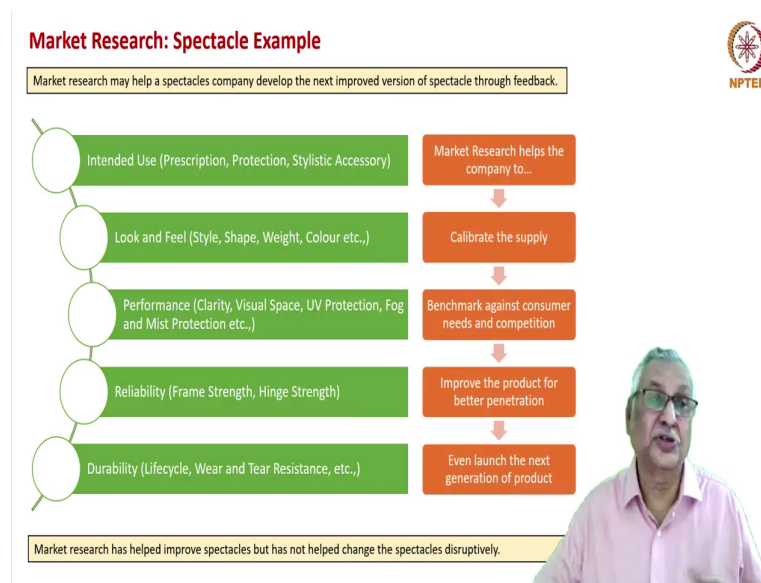 Market Research: Spectacle Example
Market research may help a spectacles company develop the next improved version of spectacle through feedback.
Intended Use (Prescription, Protection, Stylistic Accessory)
Look and Feel (Style, Shape, Weight, Colour etc.,)
Performance (Clarity, Visual Space, UV Protection, Fog
and Mist Protection etc.,)
Reliability (Frame Strength, Hinge Strength)
Durability (Lifecycle, Wear and Tear Resistance, etc.,)
Market Research helps the
company to...
Calibrate the supply
Benchmark against consumer
needs and competition
Improve the product for
better penetration
Even launch the next
generation of product
Market research has helped improve spectacles but has not helped change the spectacles disruptively.
NPTEL